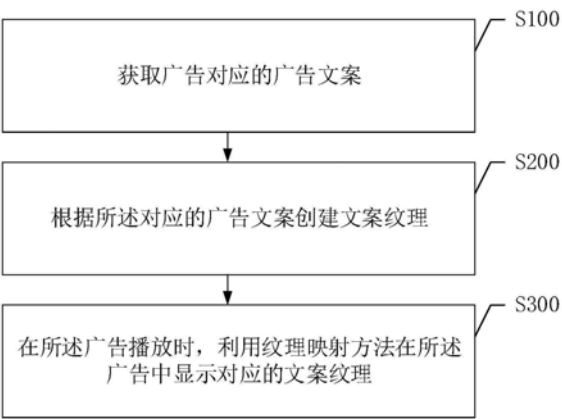 S100
获取广告对应的广告文案
S200
根据所述对应的广告文案创建文案纹理
S300
在所述广告播放时，利用纹理映射方法在所述
广告中显示对应的文案纹理